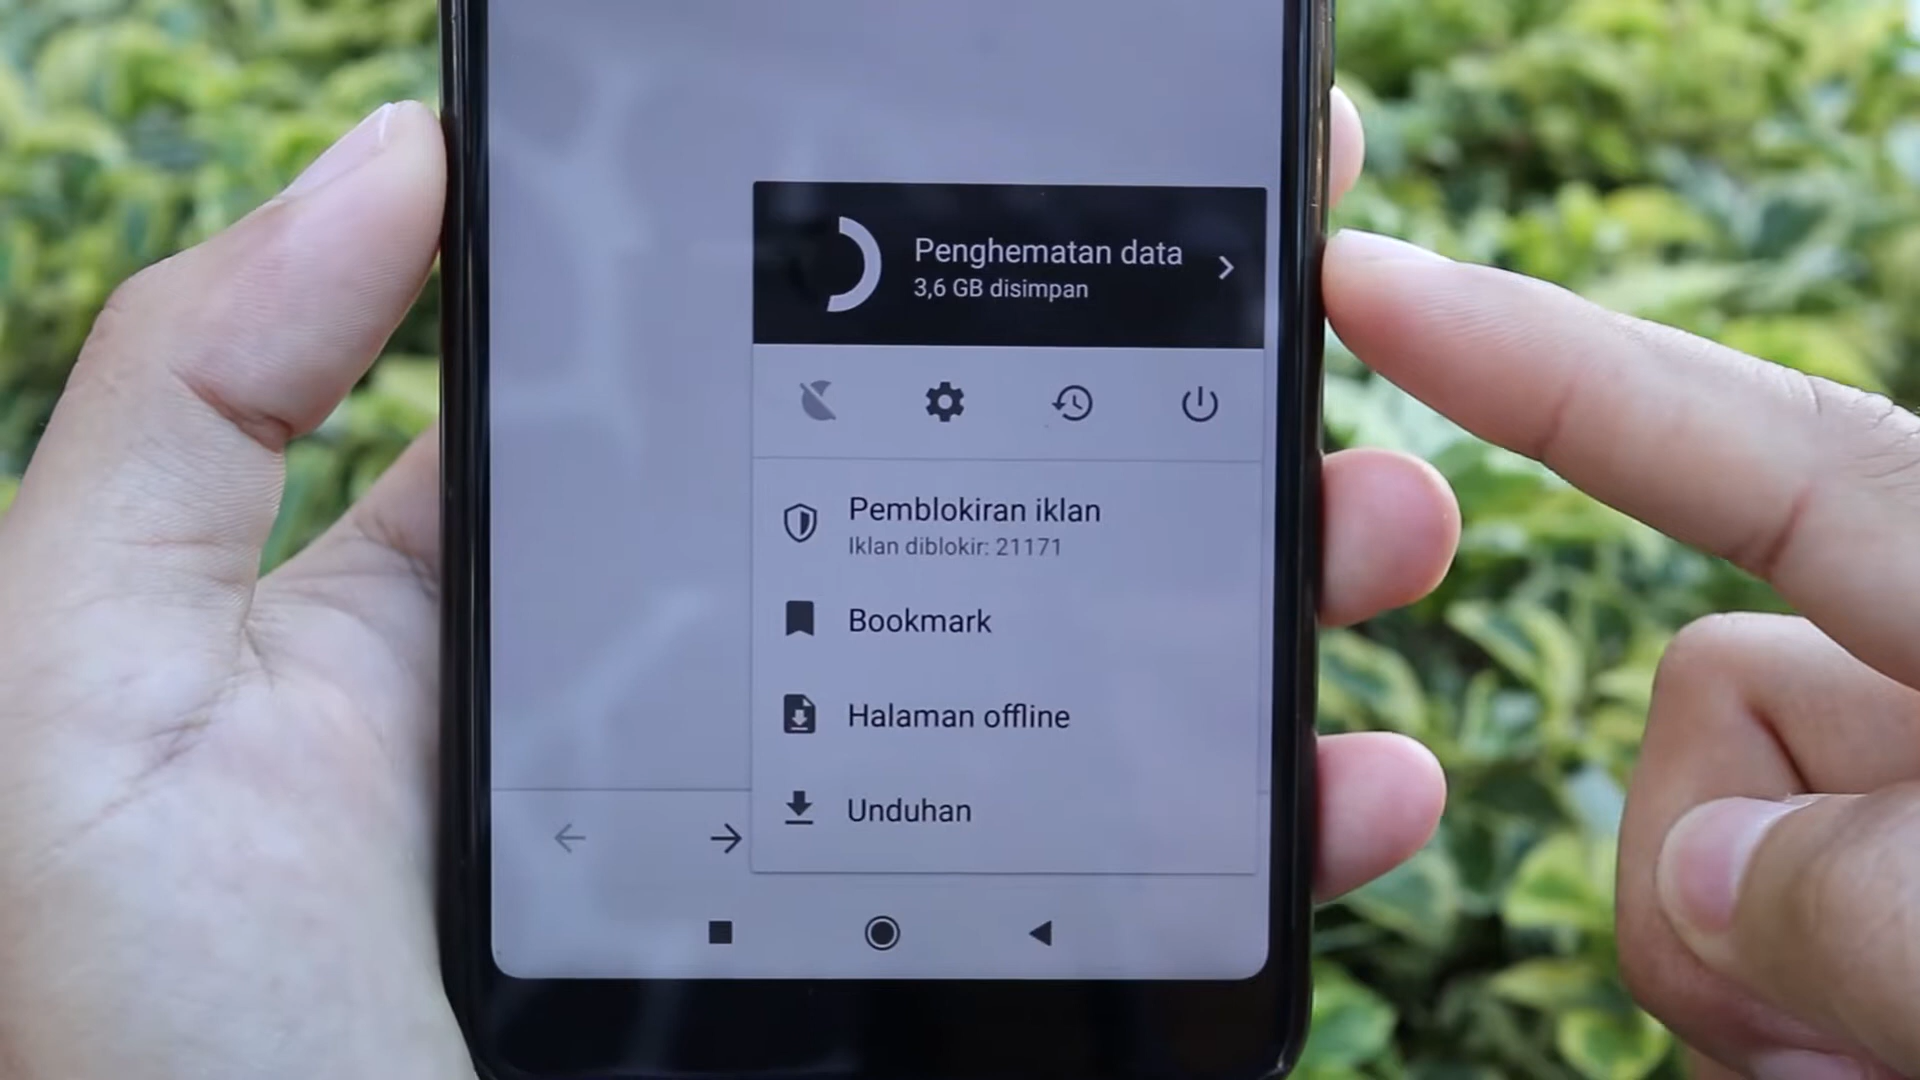 Penghematan data
3,6 GB disimpan
Pemblokiran iklan
Iklan diblokir: 21171
Bookmark
Halaman offline
Unduhan